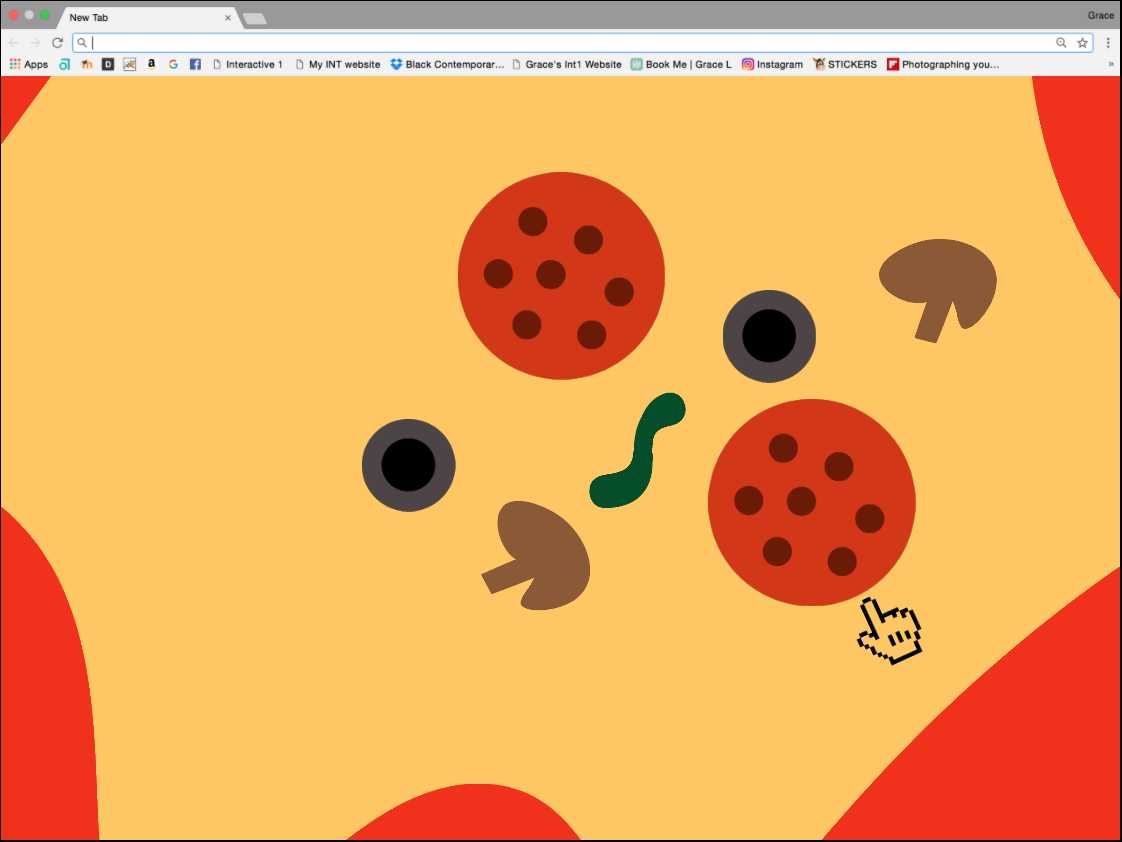 New Tab
Grace
Apps D a G f Interactive 1 My INT website Black Contemporar... Grace's Int1 Website Book Me | Grace L Instagram STICKERS Photographing you... »